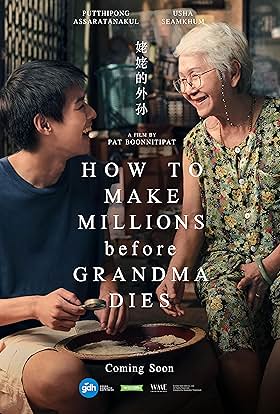 PUTTHIPONG
ASSARATANAKUL
USHA
SEAMKHUM
姥姥的外孙
A FILM BY
PAT BOONNITIPAT
HOW TO
MAKE
MILLIONS
before
GRANDMA
DIES
Coming Soon
gdh